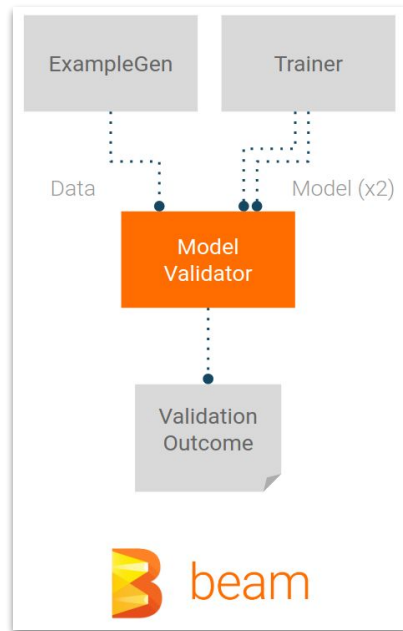 ExampleGen
Trainer
Data
Model (x2)
Model
Validator
Validation
Outcome
beam